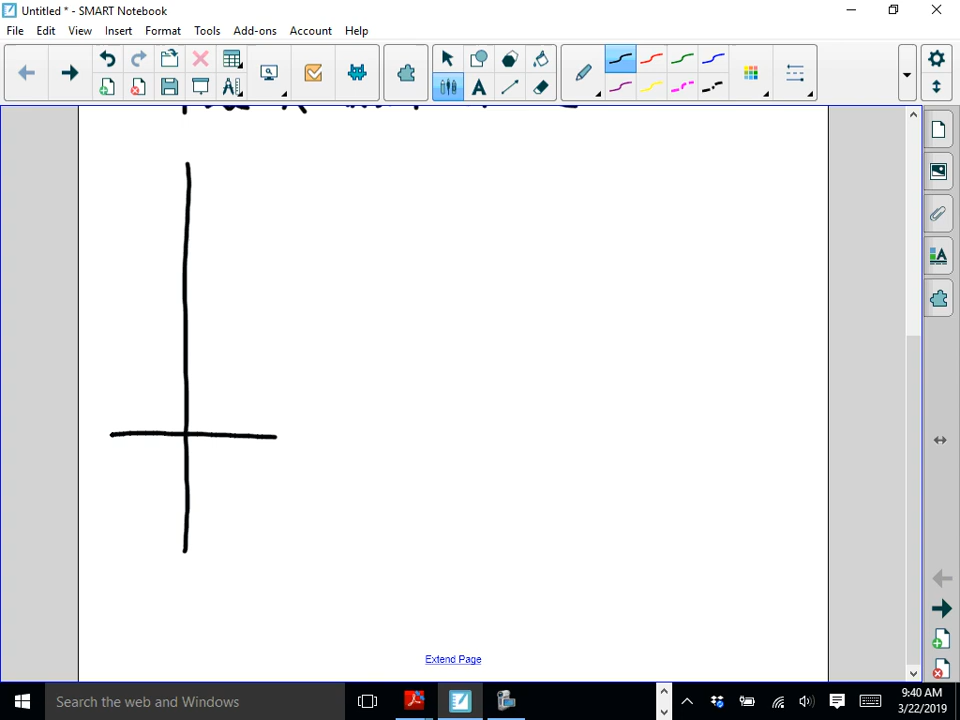 Untitled * - SMART Notebook
File Edit View Insert Format Tools Add-ons Account Help
Extend Page
Search the web and Windows
9:40 AM
3/22/2019